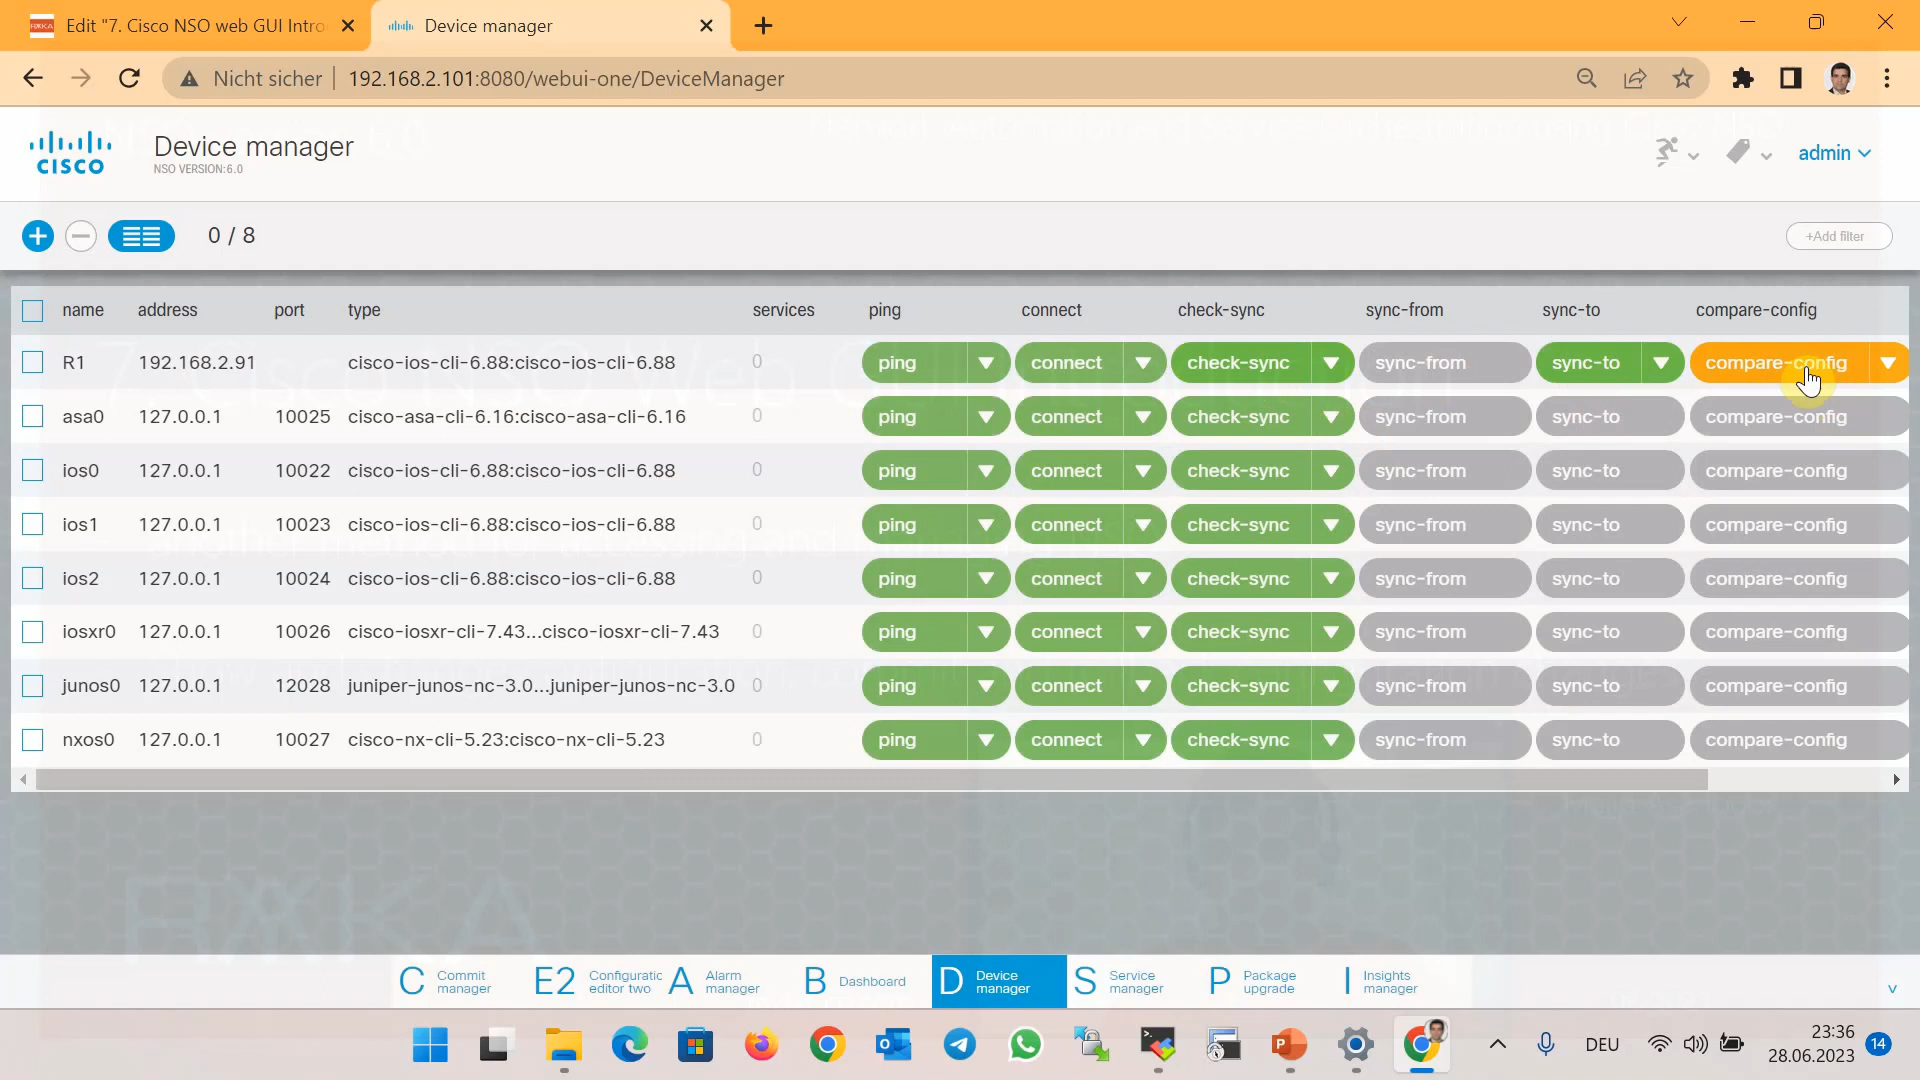 Edit "7. Cisco NSO web GUI Intro
Device manager
Nicht sicher
192.168.2.101:8080/webui-one/DeviceManager
CISCO
Device manager
NSO VERSION:6.0
admin
0 / 8
+Add filter
name address port type services ping connect check-sync sync-from sync-to compare-config
R1 192.168.2.91 cisco-ios-cli-6.88:cisco-ios-cli-6.88 0 ping connect check-sync sync-from sync-to compare-config
asa0 127.0.0.1 10025 cisco-asa-cli-6.16:cisco-asa-cli-6.16 0 ping connect check-sync sync-from sync-to compare-config
ios0 127.0.0.1 10022 cisco-ios-cli-6.88:cisco-ios-cli-6.88 0 ping connect check-sync sync-from sync-to compare-config
ios1 127.0.0.1 10023 cisco-ios-cli-6.88:cisco-ios-cli-6.88 0 ping connect check-sync sync-from sync-to compare-config
ios2 127.0.0.1 10024 cisco-ios-cli-6.88:cisco-ios-cli-6.88 0 ping connect check-sync sync-from sync-to compare-config
iosxr0 127.0.0.1 10026 cisco-iosxr-cli-7.43...cisco-iosxr-cli-7.43 0 ping connect check-sync sync-from sync-to compare-config
junos0 127.0.0.1 12028 juniper-junos-nc-3.0...juniper-junos-nc-3.0 0 ping connect check-sync sync-from sync-to compare-config
nxos0 127.0.0.1 10027 cisco-nx-cli-5.23:cisco-nx-cli-5.23 0 ping connect check-sync sync-from sync-to compare-config
7. Cisco NSO Web GUI
C Commit manager
E2 Configuratic editor two
A Alarm manager
B Dashboard
D Device manager
S Service manager
P Package upgrade
I Insights manager
DEU
23:36
28.06.2023
14